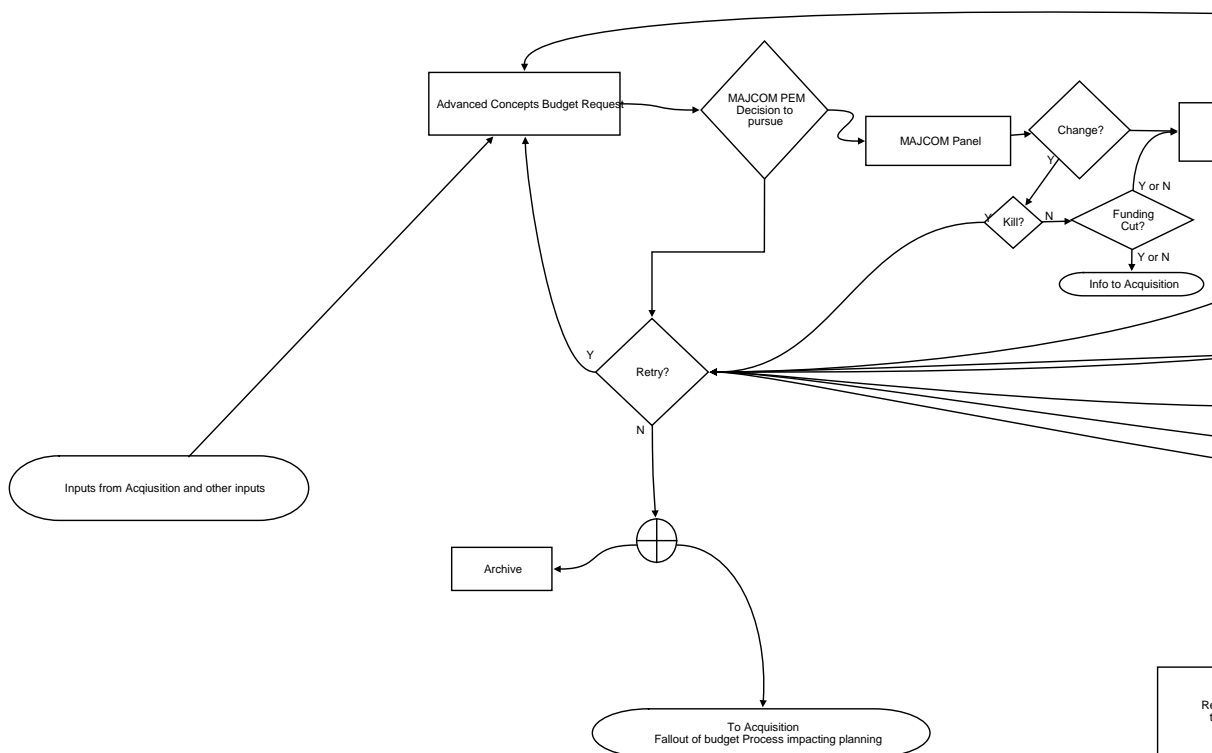 Advanced Concepts Budget Request
MAJCOM PEM
Decision to
pursue
MAJCOM Panel
Change?
Y
Y or N
Y
Kill?
N
Funding
Cut?
Y or N
Info to Acquisition
Y
Retry?
N
Inputs from Acqiusition and other inputs
Archive
To Acquisition
Fallout of budget Process impacting planning